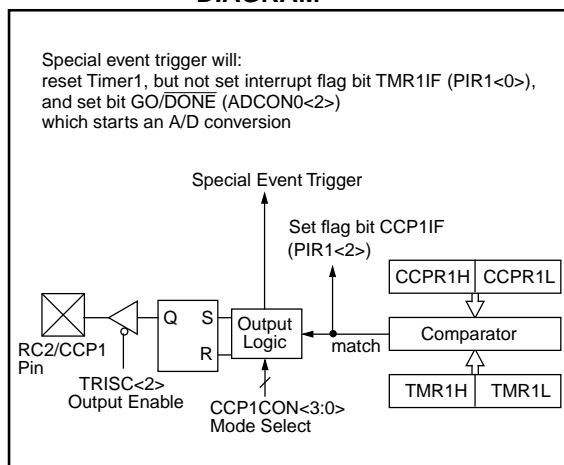 DIAGRAM
Special event trigger will:
reset Timer1, but not set interrupt flag bit TMR1IF (PIR1<0>),
and set bit GO/DONE (ADCON0<2>)
which starts an A/D conversion
Special Event Trigger
Set flag bit CCP1IF
(PIR1<2>)
CCPR1H CCPR1L
Q S Output
Logic
R
match
Comparator
RC2/CCP1
Pin
TRISC<2>
Output Enable
CCP1CON<3:0>
Mode Select
TMR1H TMR1L